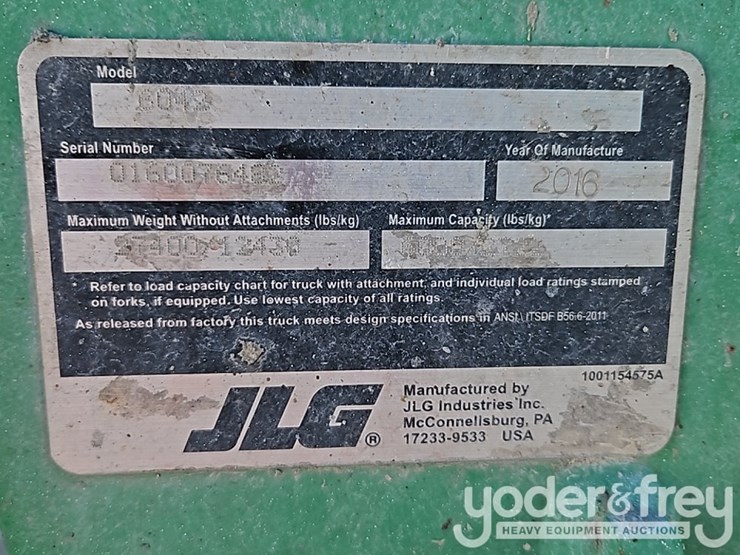 Model
Serial Number
Year Of Manufacture
2016
Maximum Weight Without Attachments (lbs/kg)
Maximum Capacity (lbs/kg)*
* Refer to load capacity chart for truck with attachment, and individual load ratings stamped
on forks, if equipped. Use lowest capacity of all ratings.
As released from factory this truck meets design specifications in ANSI \ ITSDF B56.6-2011
1001154575A
JLG®
Manufactured by
JLG Industries Inc.
McConnellsburg, PA
17233-9533 USA
yoder&frey
HEAVY EQUIPMENT AUCTIONS